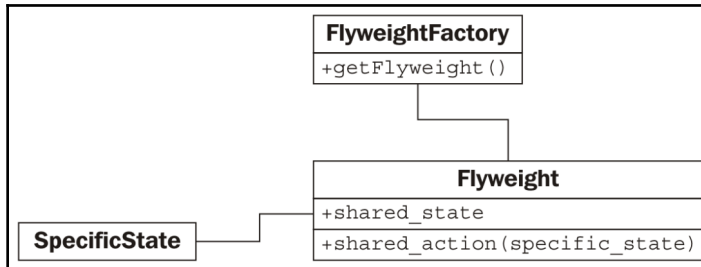 FlyweightFactory
+getFlyweight()
Flyweight
+shared_state
+shared_action(specific_state)
SpecificState